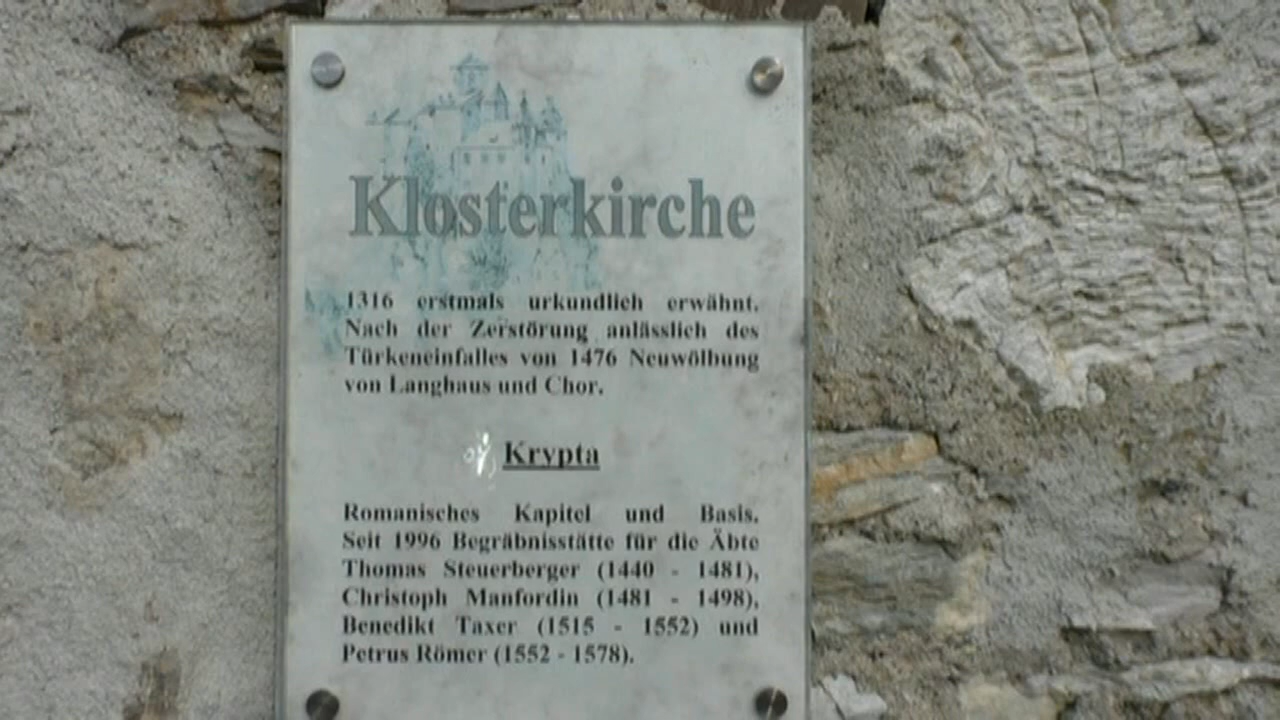 Klosterkirche
1316 erstmals urkundlich erwähnt.
Nach der Zerstörung anlässlich des
Türkeneinfalles von 1476 Neuwölbung
von Langhaus und Chor.
Krypta
Romanisches Kapitel und Basis.
Seit 1996 Begräbnisstätte für die Äbte
Thomas Steuerberger (1440 - 1481),
Christoph Manfordin (1481 - 1498),
Benedikt Taxer (1515 - 1552) und
Petrus Römer (1552 - 1578).